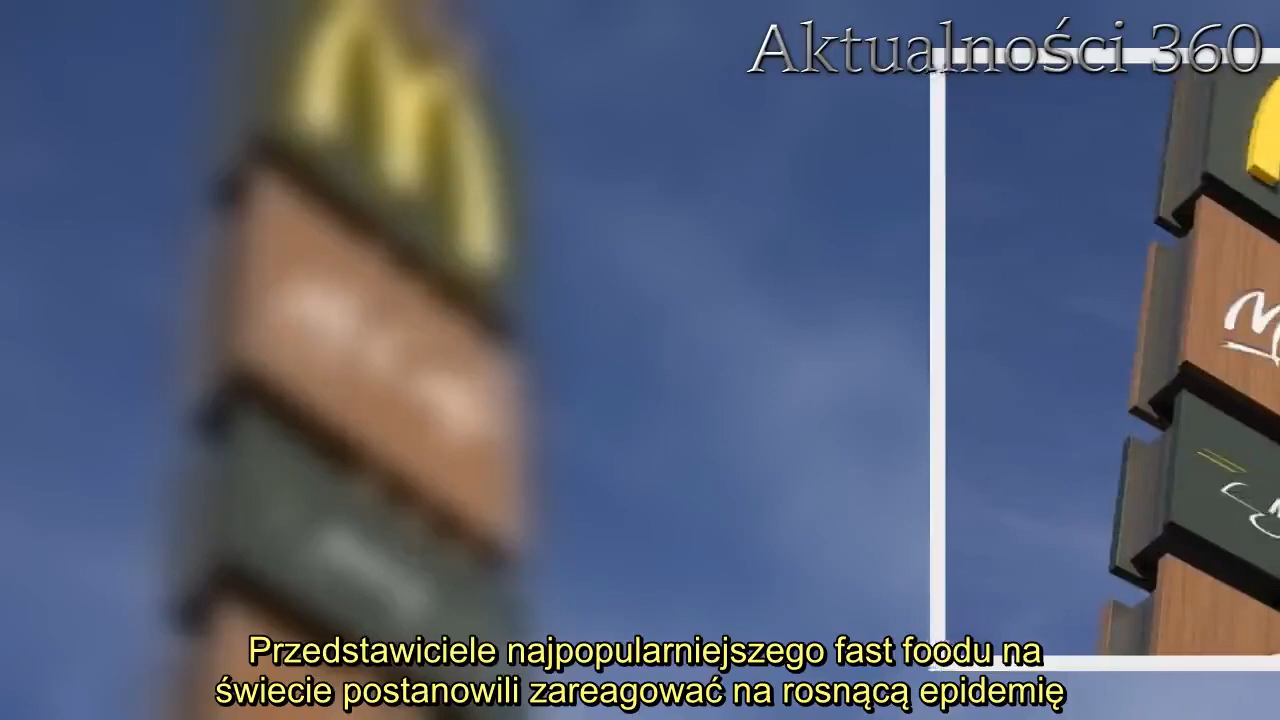 Aktualności 360
Przedstawiciele najpopularniejszego fast foodu na
świecie postanowili zareagować na rosnącą epidemię